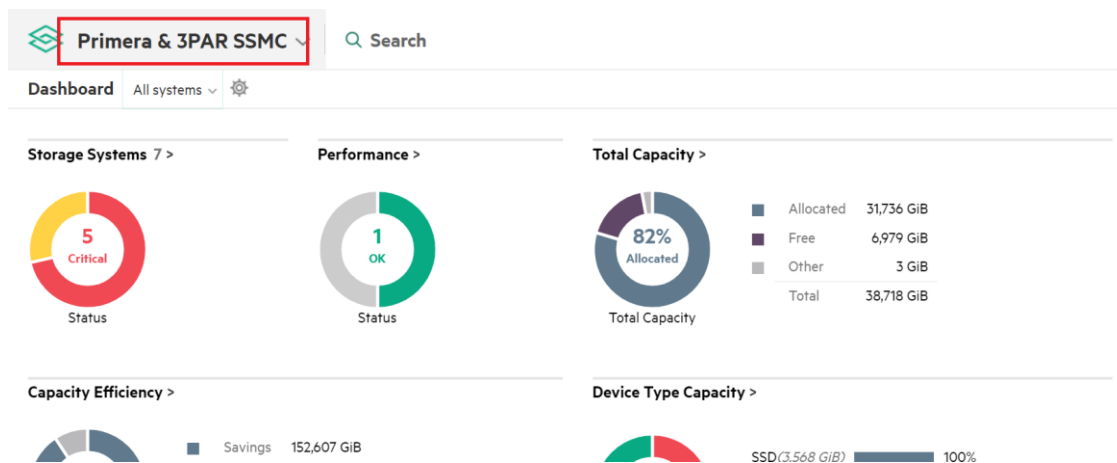 Primera & 3PAR SSMC
Search
Dashboard All systems
Storage Systems 7 >
Performance >
Total Capacity >
5
Critical
Status
1
OK
Status
82%
Allocated
Total Capacity
Allocated 31,736 GiB
Free 6,979 GiB
Other 3 GiB
Total 38,718 GiB
Capacity Efficiency >
Device Type Capacity >
Savings 152,607 GiB
SSD(3,568 GiB) 100%